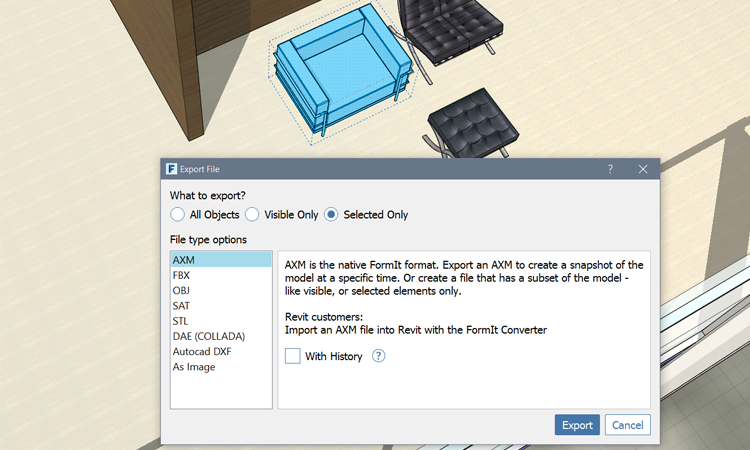 F Export File ?
What to export?
All Objects Visible Only Selected Only
File type options
AXM
FBX
OBJ
SAT
STL
DAE (COLLADA)
Autocad DXF
As Image
AXM is the native FormIt format. Export an AXM to create a snapshot of the
model at a specific time. Or create a file that has a subset of the model -
like visible, or selected elements only.
Revit customers:
Import an AXM file into Revit with the FormIt Converter
With History ?
Export Cancel